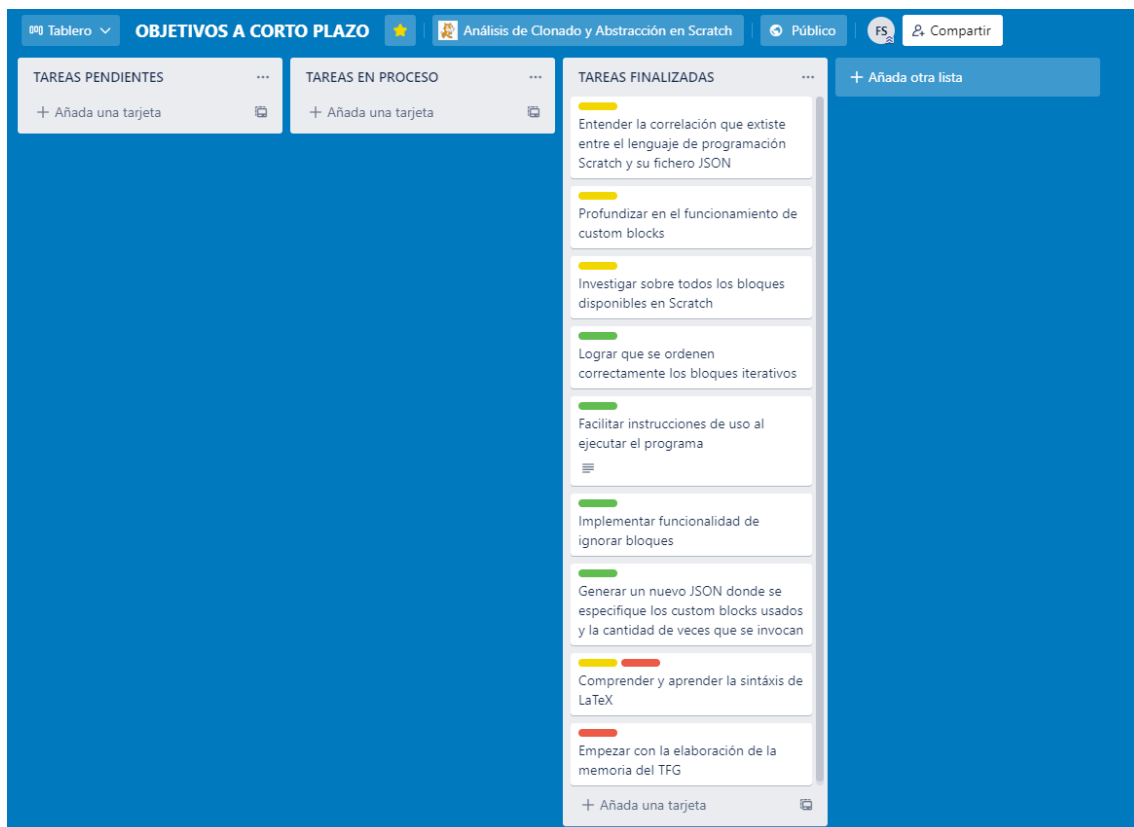 Tablero
OBJETIVOS A CORTO PLAZO
Análisis de Clonado y Abstracción en Scratch
Público
FS
Compartir
TAREAS PENDIENTES
+ Añada una tarjeta
TAREAS EN PROCESO
+ Añada una tarjeta
TAREAS FINALIZADAS
Entender la correlación que extiste
entre el lenguaje de programación
Scratch y su fichero JSON
Profundizar en el funcionamiento de
custom blocks
Investigar sobre todos los bloques
disponibles en Scratch
Lograr que se ordenen
correctamente los bloques iterativos
Facilitar instrucciones de uso al
ejecutar el programa
Implementar funcionalidad de
ignorar bloques
Generar un nuevo JSON donde se
especifique los custom blocks usados
y la cantidad de veces que se invocan
Comprender y aprender la sintáxis de
LaTeX
Empezar con la elaboración de la
memoria del TFG
+ Añada una tarjeta
+ Añada otra lista